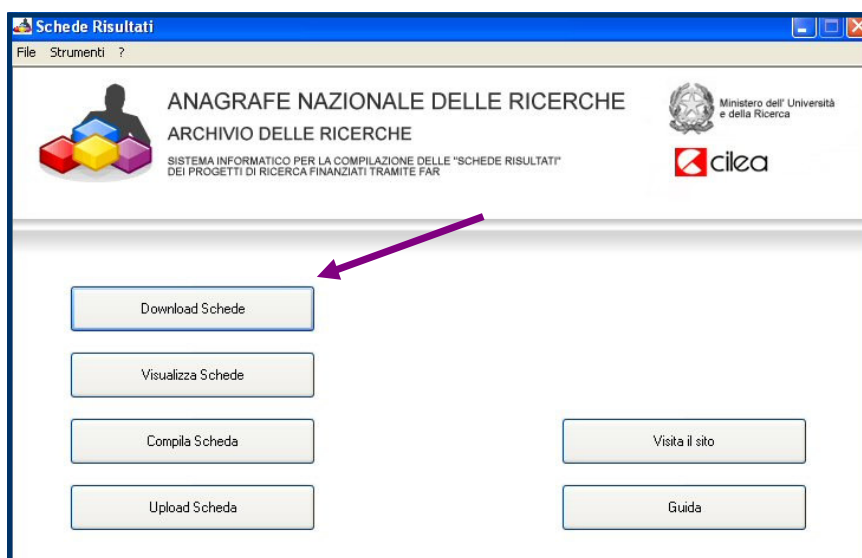 Schede Risultati
File Strumenti ?
ANAGRAFE NAZIONALE DELLE RICERCHE
ARCHIVIO DELLE RICERCHE
SISTEMA INFORMATICO PER LA COMPILAZIONE DELLE "SCHEDE RISULTATI"
DEI PROGETTI DI RICERCA FINANZIATI TRAMITE FAR
Ministero dell' Università
e della Ricerca
cilea
Download Schede
Visualizza Schede
Compila Scheda
Visita il sito
Upload Scheda
Guida